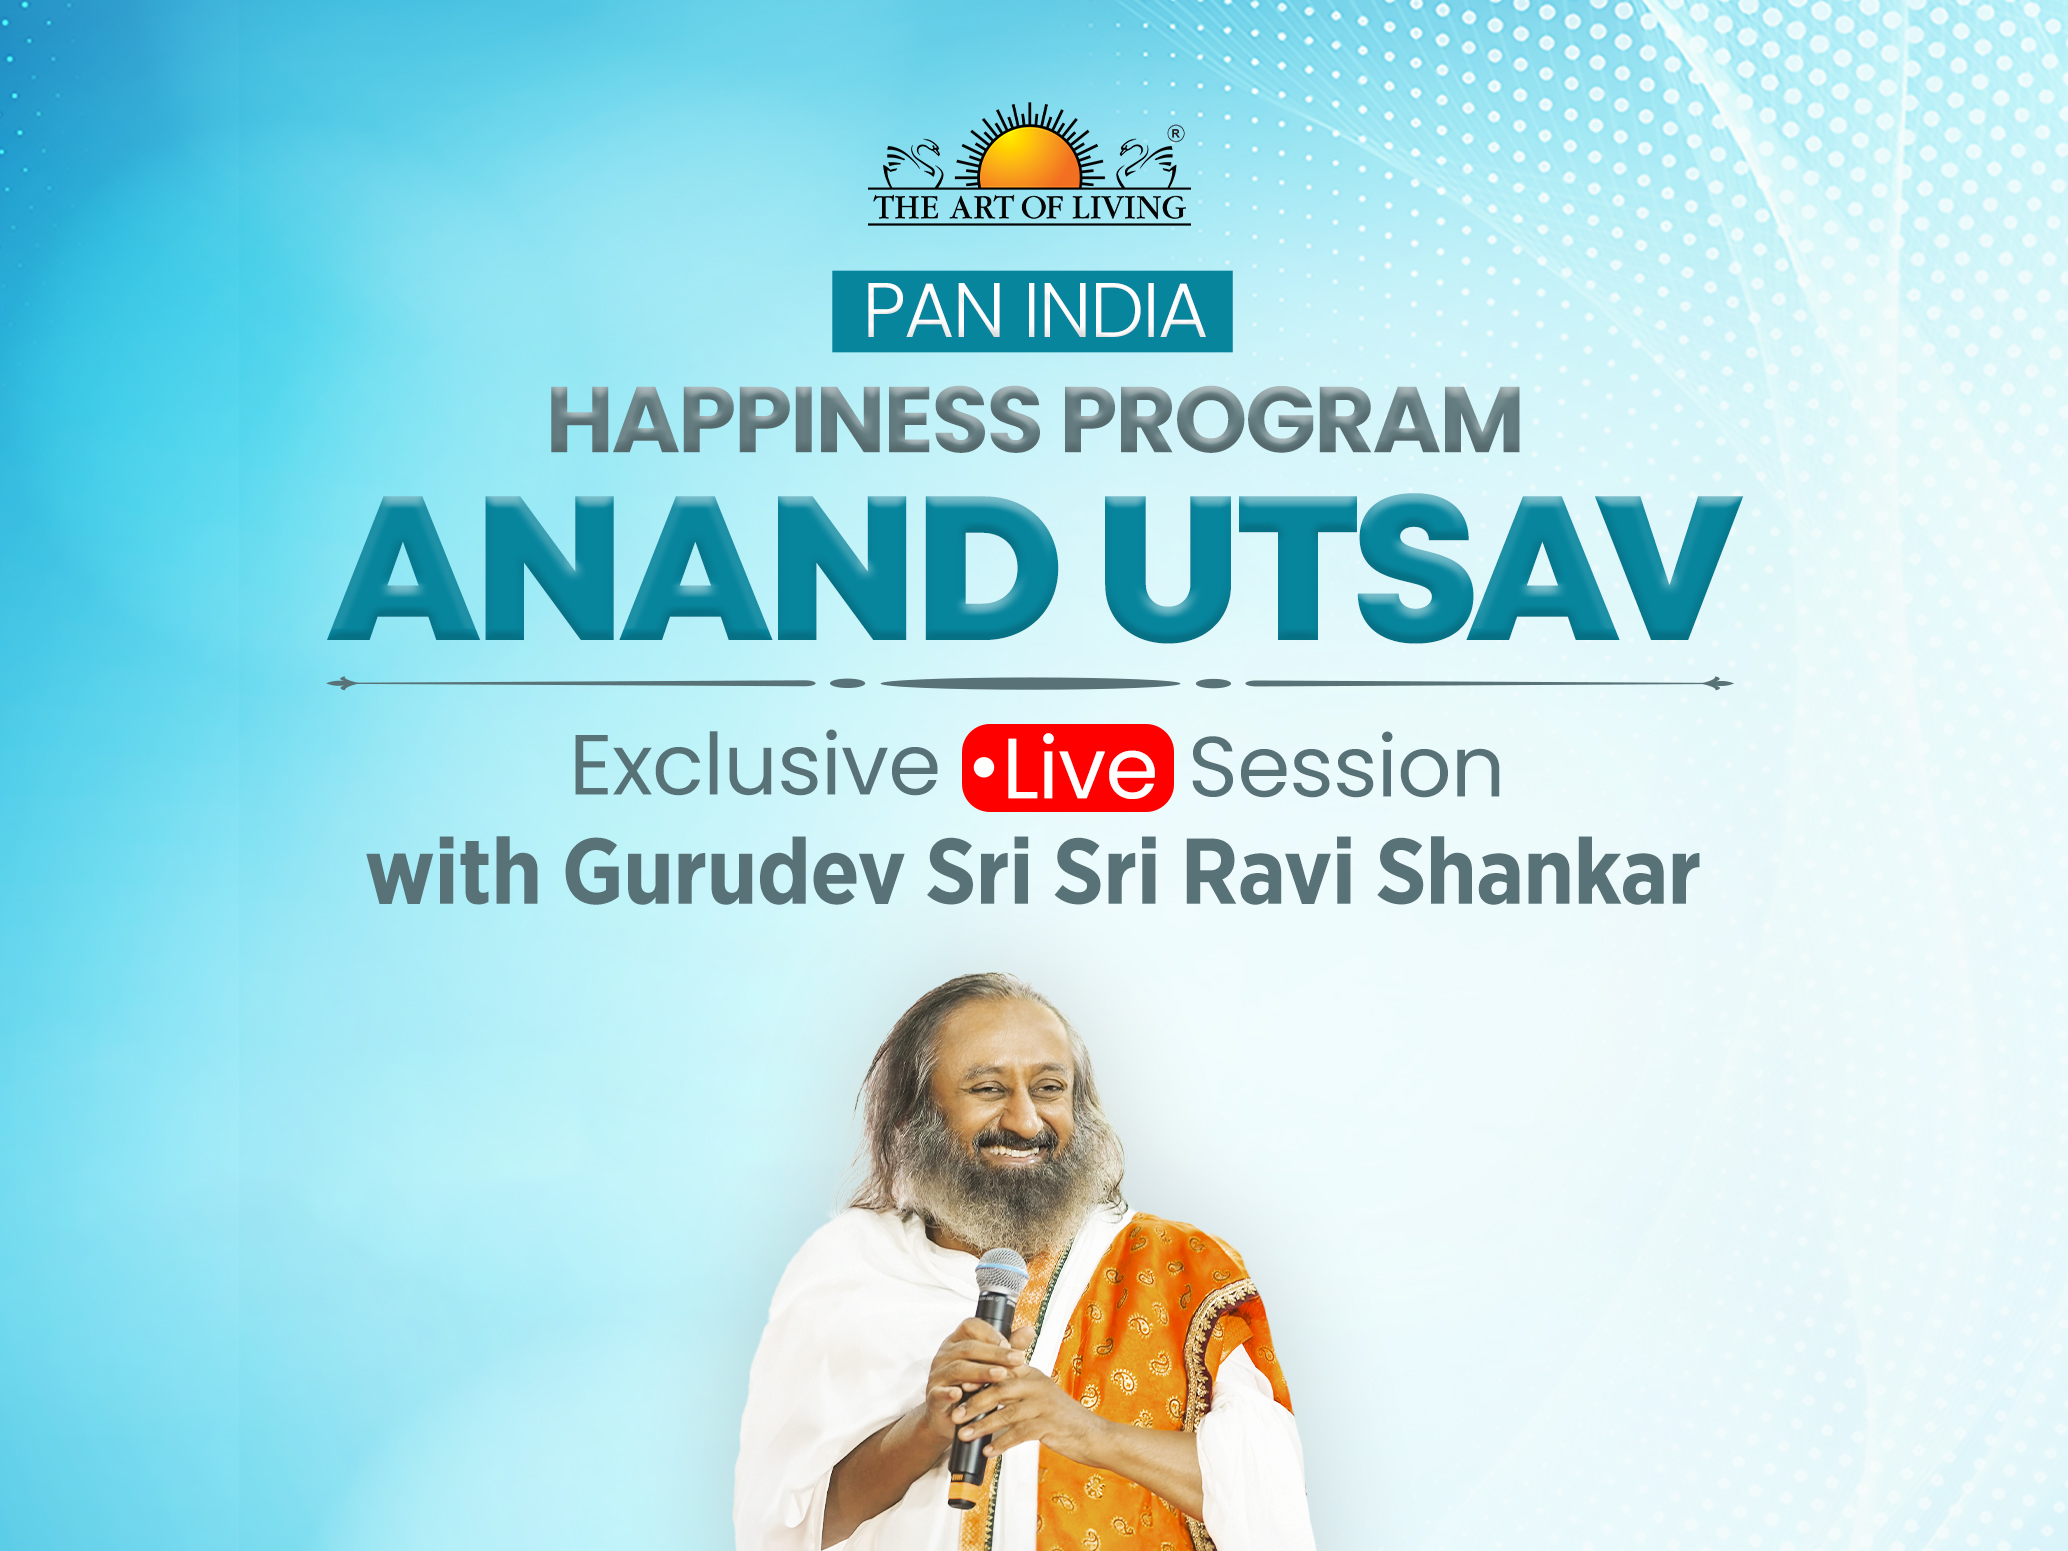 ®
THE ART OF LIVING
PAN INDIA
HAPPINESS PROGRAM
ANAND UTSAV
Exclusive •Live Session
with Gurudev Sri Sri Ravi Shankar